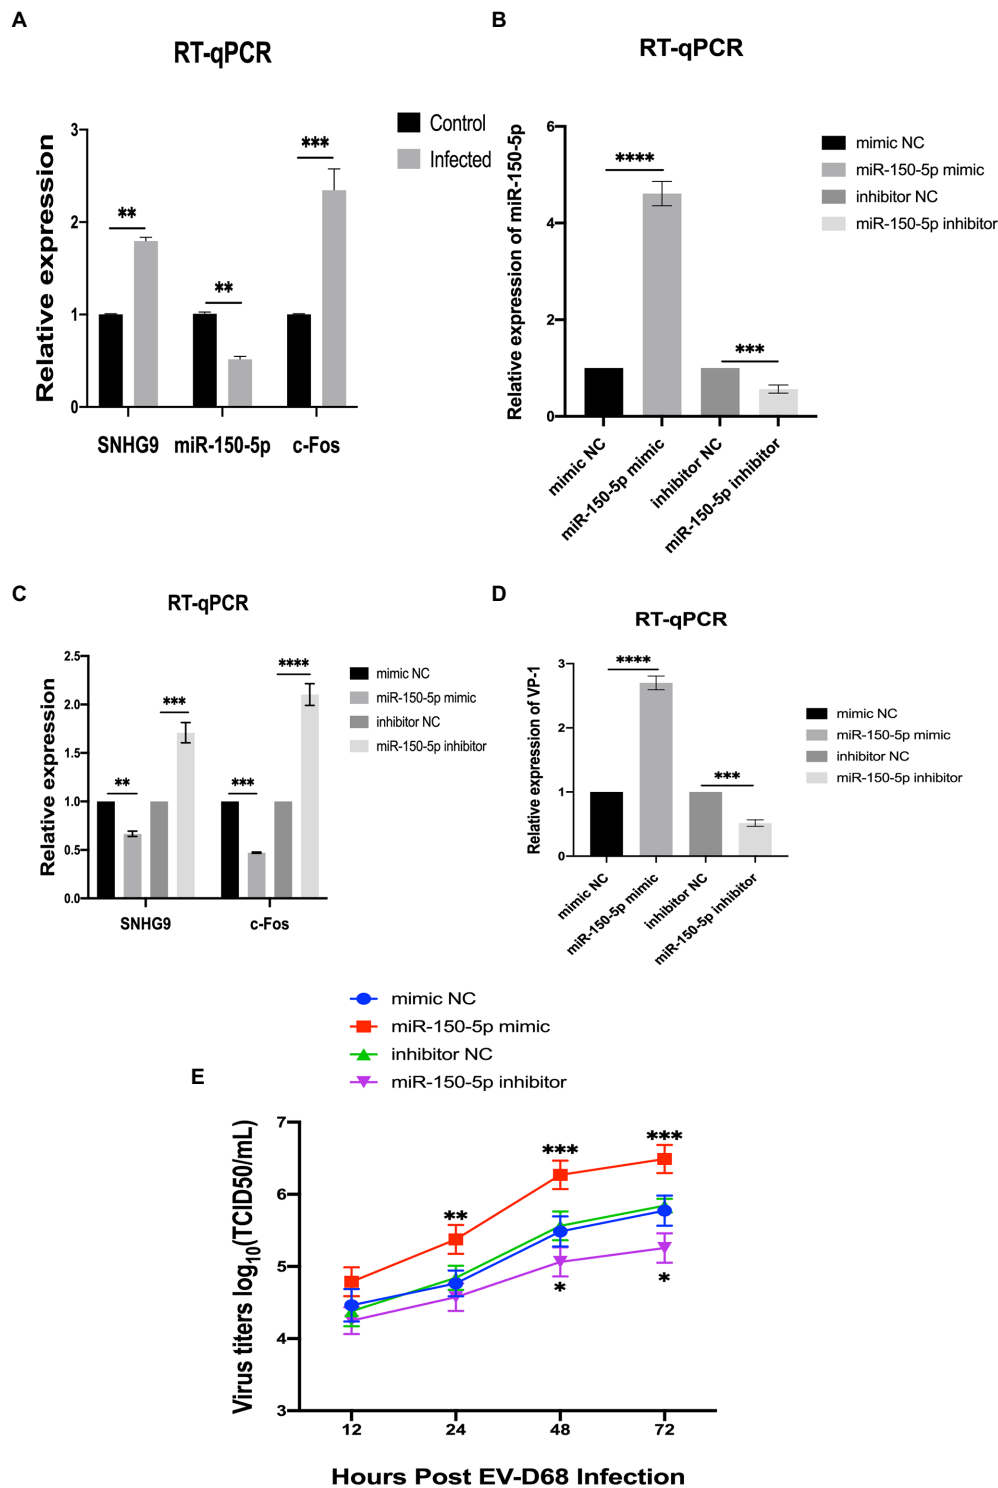 A
RT-qPCR
Relative expression
3
2
1
0
**
**
***
Control
Infected
SNHG9
miR-150-5p
c-Fos
B
RT-qPCR
Relative expression of miR-150-5p
6
4
2
0
****
***
mimic NC
miR-150-5p mimic
inhibitor NC
miR-150-5p inhibitor
mimic NC
miR-150-5p mimic
inhibitor NC
miR-150-5p inhibitor
C
RT-qPCR
Relative expression
2.5
2.0
1.5
1.0
0.5
0.0
**
***
***
****
mimic NC
miR-150-5p mimic
inhibitor NC
miR-150-5p inhibitor
SNHG9
c-Fos
D
RT-qPCR
Relative expression of VP-1
3
2
1
0
****
***
mimic NC
miR-150-5p mimic
inhibitor NC
miR-150-5p inhibitor
mimic NC
miR-150-5p mimic
inhibitor NC
miR-150-5p inhibitor
mimic NC
miR-150-5p mimic
inhibitor NC
miR-150-5p inhibitor
E
Virus titers log10(TCID50/mL)
7
6
5
4
3
**
***
***
*
*
12
24
48
72
Hours Post EV-D68 Infection